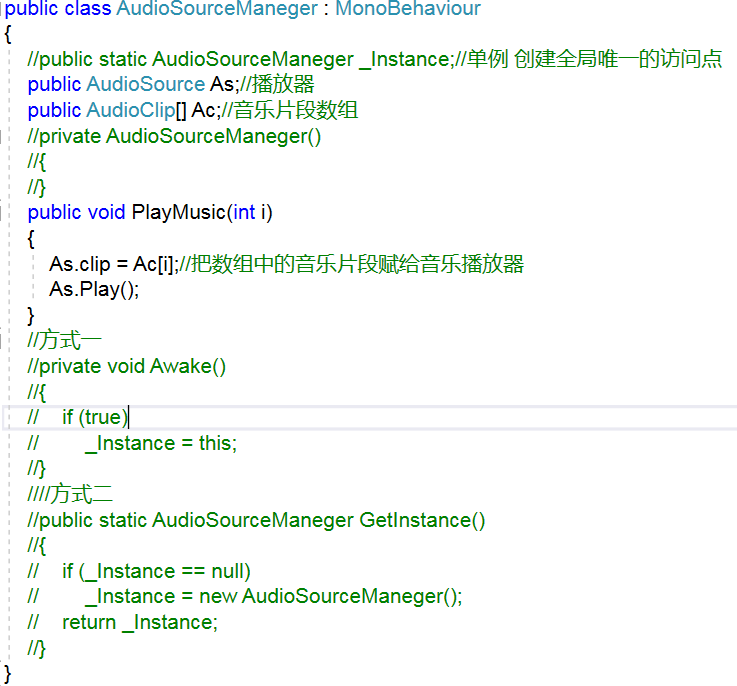 public class AudioSourceManeger : MonoBehaviour
{
//public static AudioSourceManeger _Instance;//单例 创建全局唯一的访问点
public AudioSource As;//播放器
public AudioClip[] Ac;//音乐片段数组
//private AudioSourceManeger()
//{
//}
public void PlayMusic(int i)
{
As.clip = Ac[i];//把数组中的音乐片段赋给音乐播放器
As.Play();
}
//方式一
//private void Awake()
//{
//    if (true)
//        _Instance = this;
//}
////方式二
//public static AudioSourceManeger GetInstance()
//{
//    if (_Instance == null)
//        _Instance = new AudioSourceManeger();
//    return _Instance;
//}
}